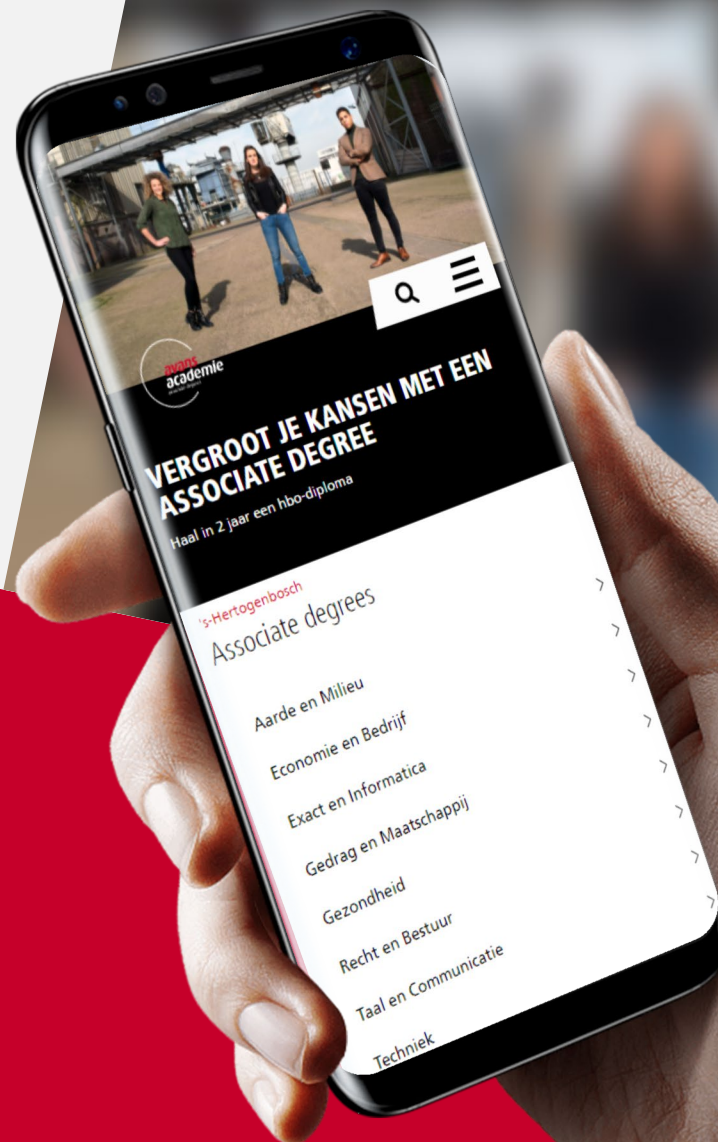 avans
academie
VERGROOT JE KANSEN MET EEN
ASSOCIATE DEGREE
Haal in 2 jaar een hbo-diploma
's-Hertogenbosch
Associate degrees
Aarde en Milieu
Economie en Bedrijf
Exact en Informatica
Gedrag en Maatschappij
Gezondheid
Recht en Bestuur
Taal en Communicatie
Techniek